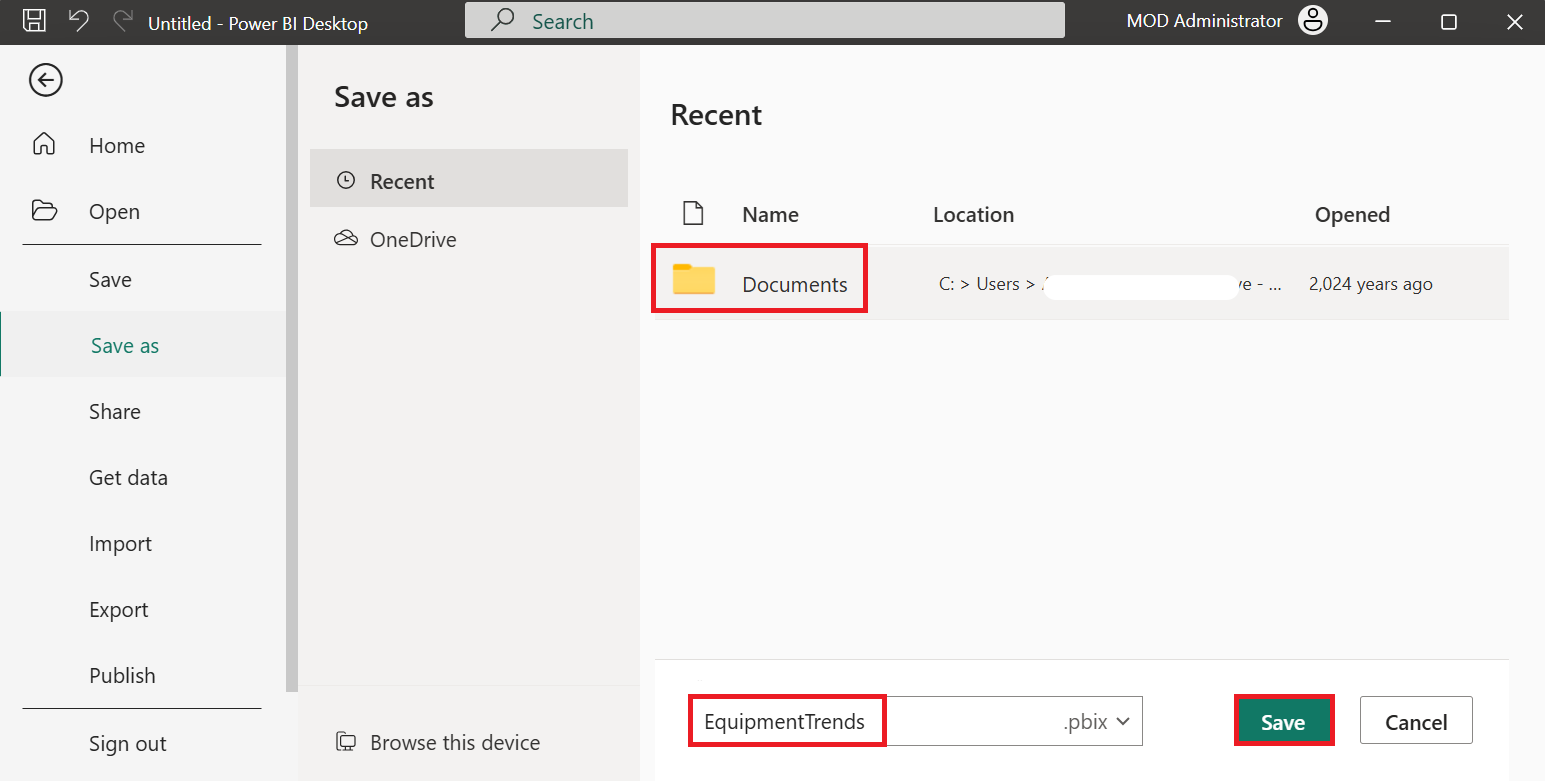 Untitled - Power BI Desktop
Search
MOD Administrator
Home
Open
Save
Save as
Share
Get data
Import
Export
Publish
Sign out
Save as
Recent
OneDrive
Browse this device
Recent
Name Location Opened
Documents C: > Users > ve - ... 2,024 years ago
EquipmentTrends .pbix
Save Cancel